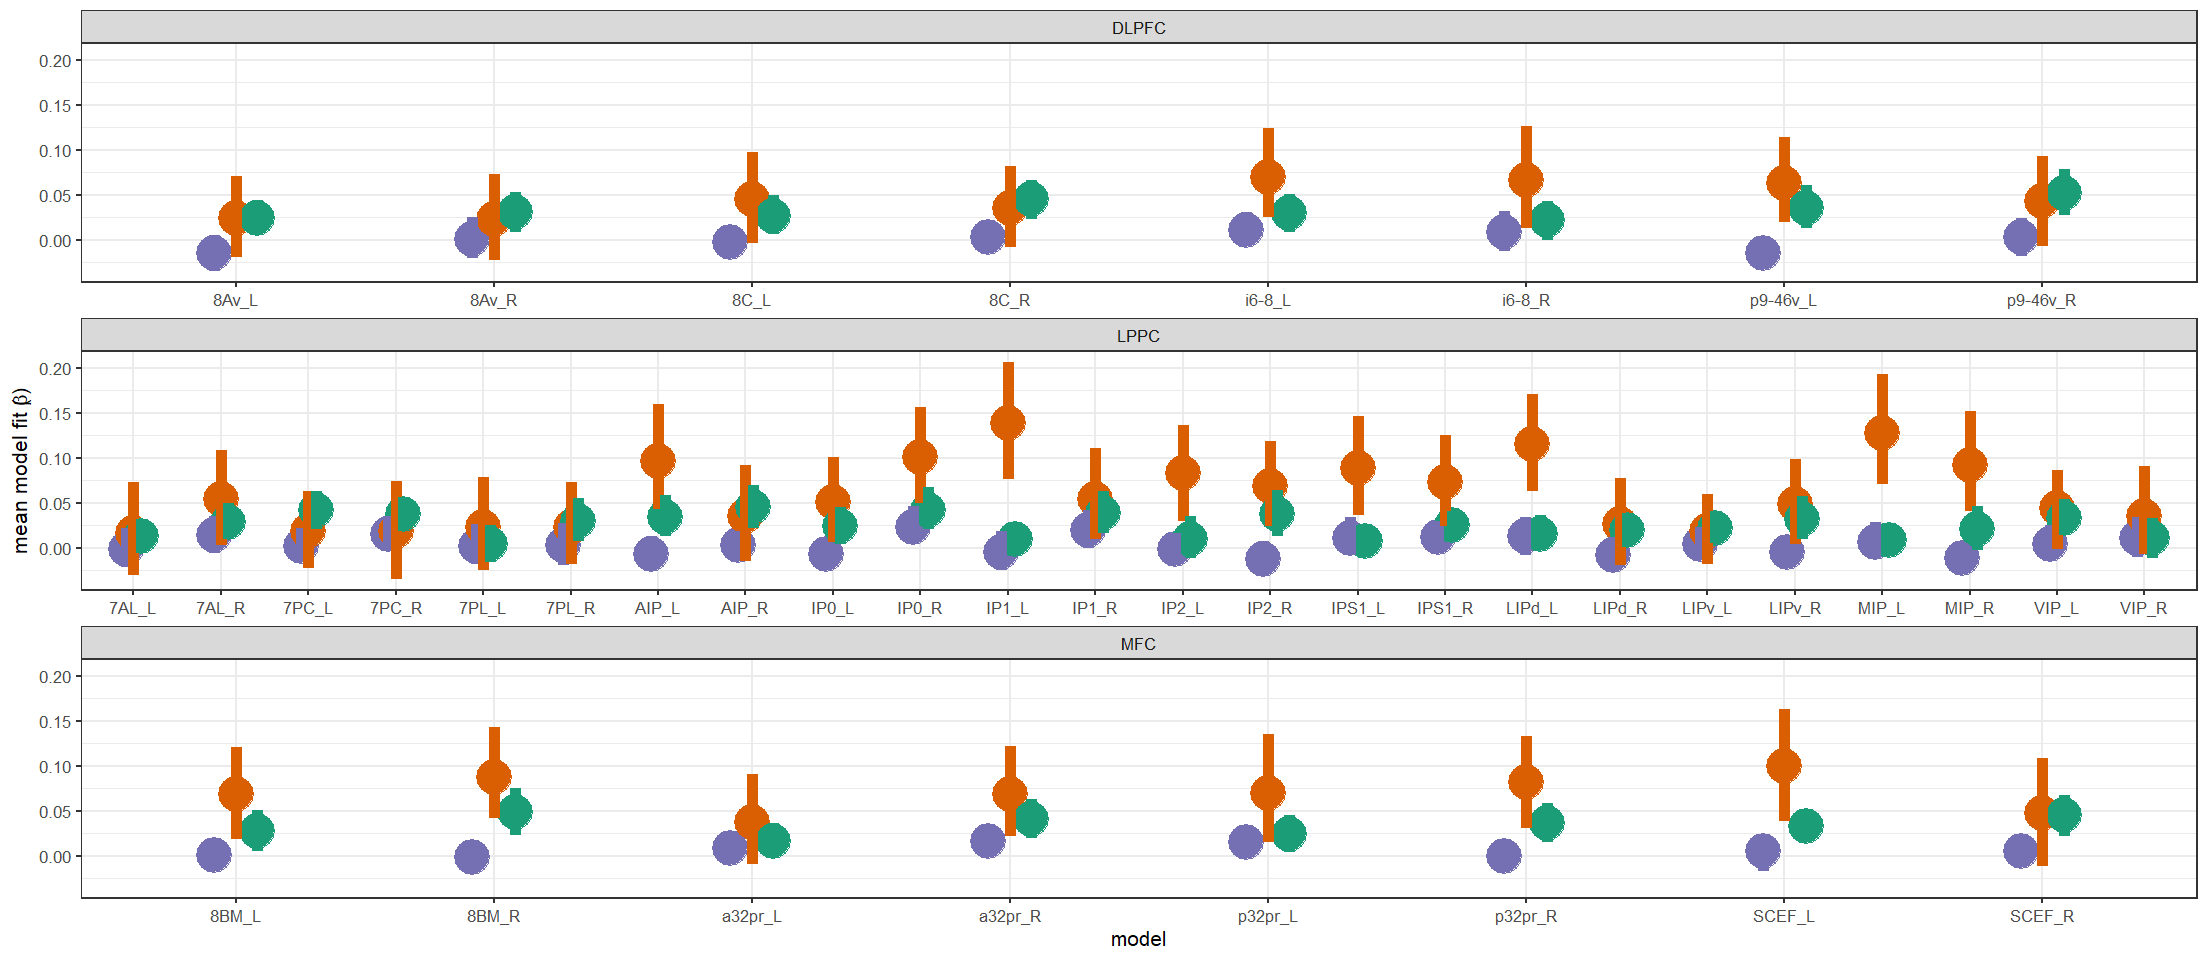 DLPFC
0.20
0.15
0.10
0.05
0.00
8Av_L 8Av_R 8C_L 8C_R i6-8_L i6-8_R p9-46v_L p9-46v_R
LPPC
mean model fit (β)
0.20
0.15
0.10
0.05
0.00
7AL_L 7AL_R 7PC_L 7PC_R 7PL_L 7PL_R AIP_L AIP_R IP0_L IP0_R IP1_L IP1_R IP2_L IP2_R IPS1_L IPS1_R LIPd_L LIPd_R LIPv_L LIPv_R MIP_L MIP_R VIP_L VIP_R
MFC
0.20
0.15
0.10
0.05
0.00
8BM_L 8BM_R a32pr_L a32pr_R p32pr_L p32pr_R SCEF_L SCEF_R
model